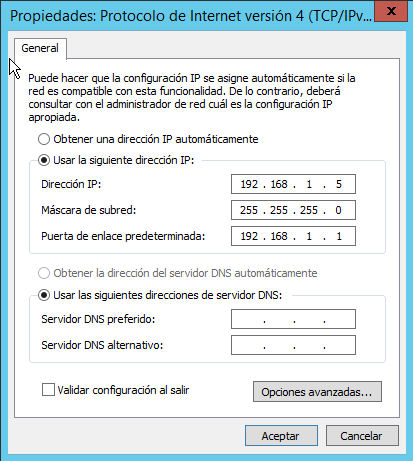 Propiedades: Protocolo de Internet versión 4 (TCP/IPv...
x
General
Puede hacer que la configuración IP se asigne automáticamente si la
red es compatible con esta funcionalidad. De lo contrario, deberá
consultar con el administrador de red cuál es la configuración IP
apropiada.
Obtener una dirección IP automáticamente
Usar la siguiente dirección IP:
Dirección IP: 192 . 168 . 1 . 5
Máscara de subred: 255 . 255 . 255 . 0
Puerta de enlace predeterminada: 192 . 168 . 1 . 1
Obtener la dirección del servidor DNS automáticamente
Usar las siguientes direcciones de servidor DNS:
Servidor DNS preferido: . . .
Servidor DNS alternativo: . . .
Validar configuración al salir
Opciones avanzadas...
Aceptar Cancelar